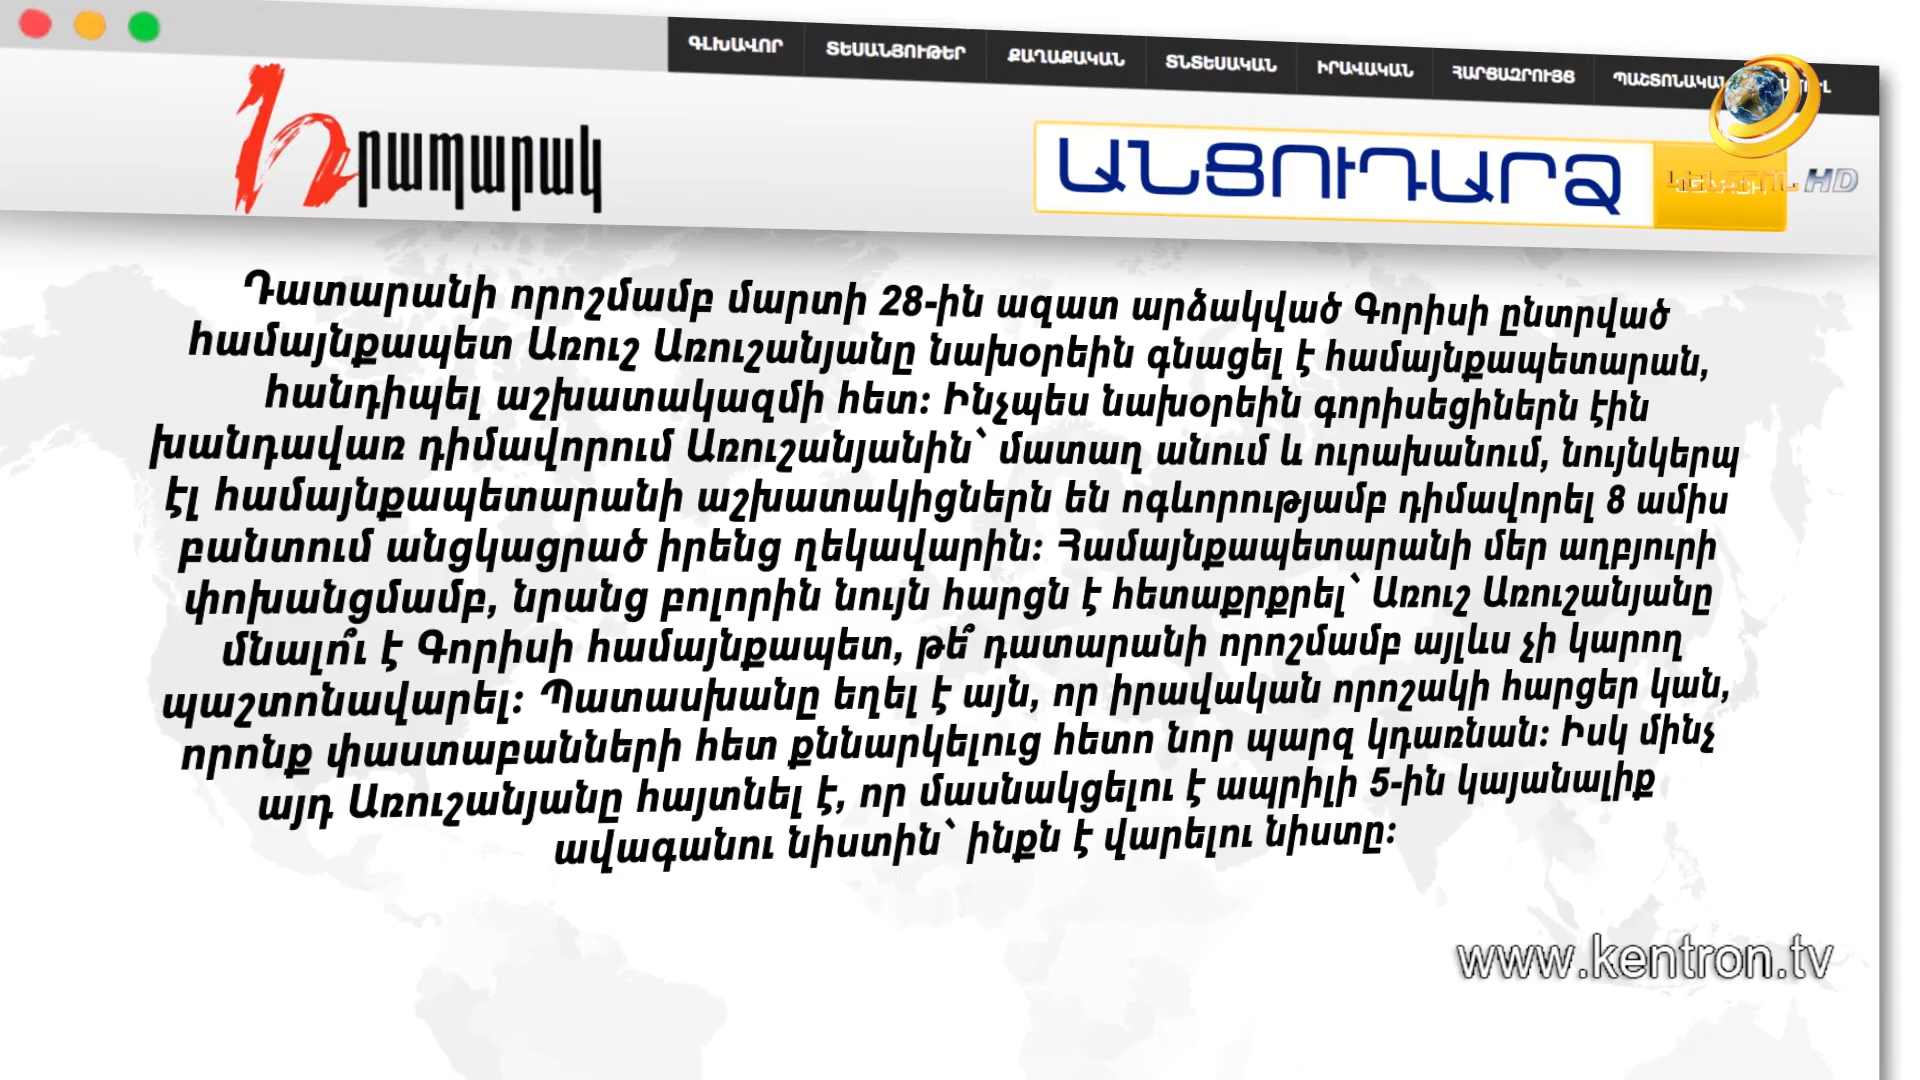 ԳԼԽԱՎՈՐ ՏԵՍԱՆՅՈՒԹԵՐ ՔԱՂԱՔԱԿԱՆ ՏՆՏԵՍԱԿԱՆ ԻՐԱՎԱԿԱՆ ՀԱՐՑԱԶՐՈՒՅՑ ՊԱՇՏՈՆԱԿԱՆ
հրապարակ
ԱՆՑՈՒԴԱՐՁ
ԿԵՆՏՐՈՆ HD
Դատարանի որոշմամբ մարտի 28-ին ազատ արձակված Գորիսի ընտրված
համայնքապետ Առուշ Առուշանյանը նախօրեին գնացել է համայնքապետարան,
հանդիպել աշխատակազմի հետ։ Ինչպես նախօրեին գորիսեցիներն էին
խանդավառ դիմավորում Առուշանյանին՝ մատաղ անում և ուրախանում, նույնկերպ
էլ համայնքապետարանի աշխատակիցներն են ոգևորությամբ դիմավորել 8 ամիս
բանտում անցկացրած իրենց ղեկավարին։ Համայնքապետարանի մեր աղբյուրի
փոխանցմամբ, նրանց բոլորին նույն հարցն է հետաքրքրել՝ Առուշ Առուշանյանը
մնալո՞ւ է Գորիսի համայնքապետ, թե՞ դատարանի որոշմամբ այլևս չի կարող
պաշտոնավարել։ Պատասխանը եղել է այն, որ իրավական որոշակի հարցեր կան,
որոնք փաստաբանների հետ քննարկելուց հետո նոր պարզ կդառնան։ Իսկ մինչ
այդ Առուշանյանը հայտնել է, որ մասնակցելու է ապրիլի 5-ին կայանալիք
ավագանու նիստին՝ ինքն է վարելու նիստը։
www.kentron.tv